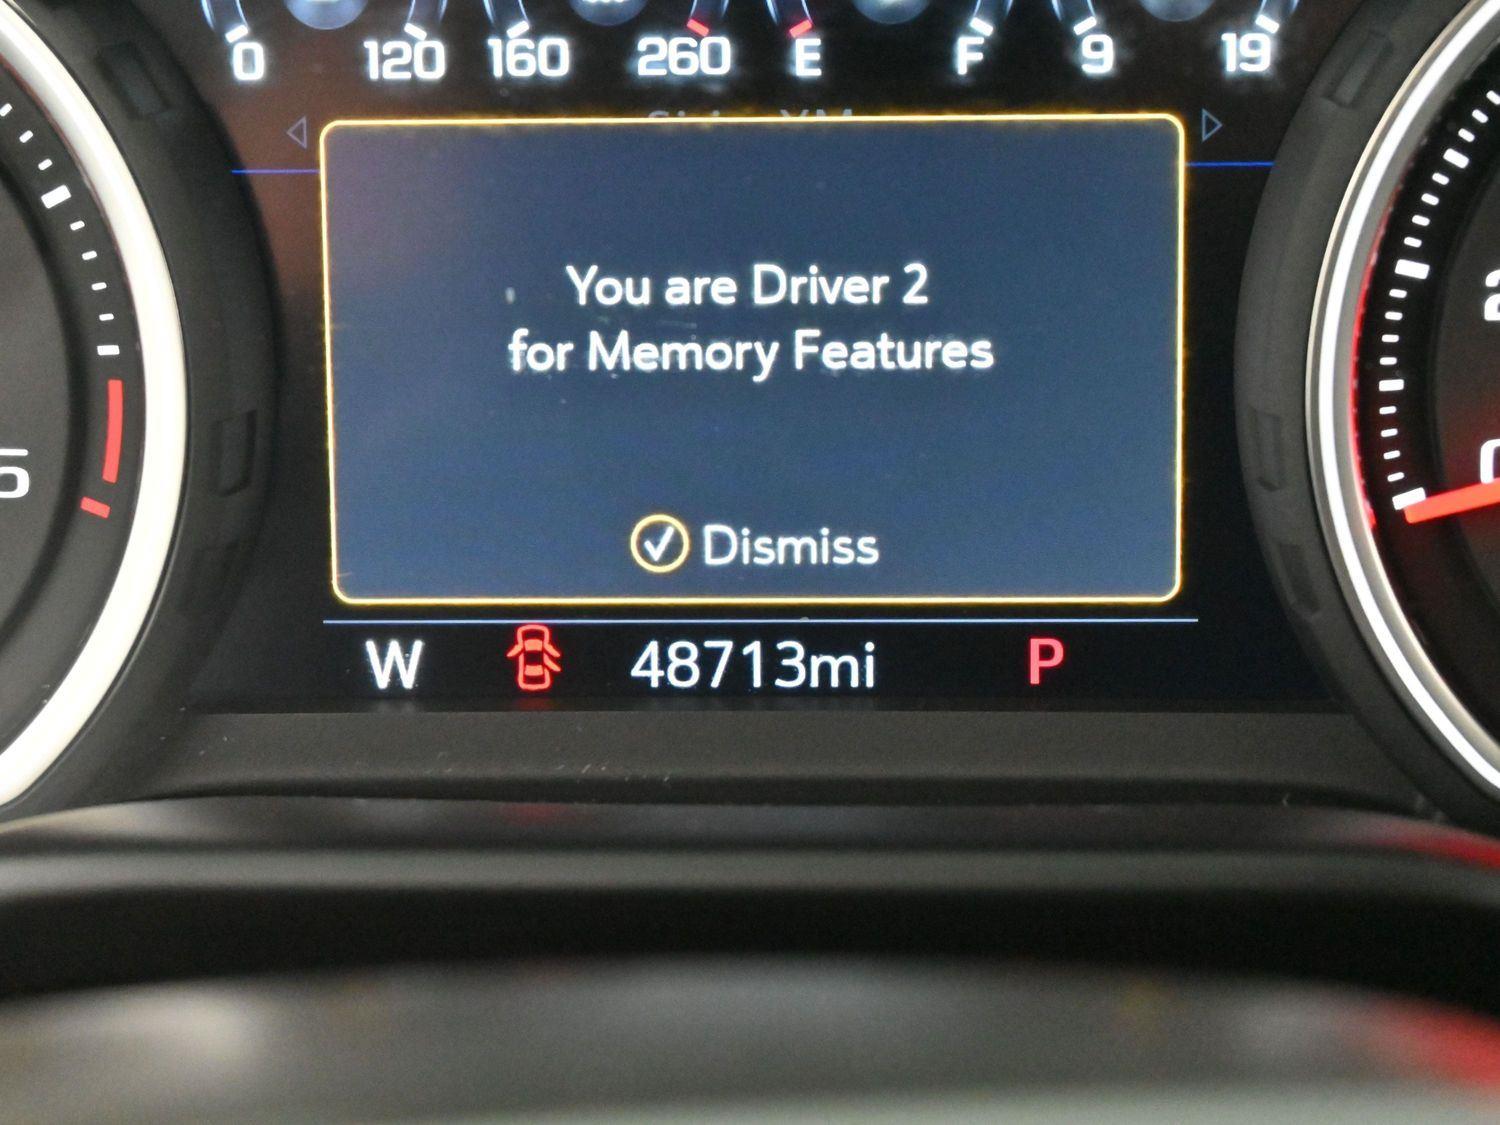 0 120 160 260 E F 9 19
You are Driver 2
for Memory Features
Dismiss
W 48713mi P